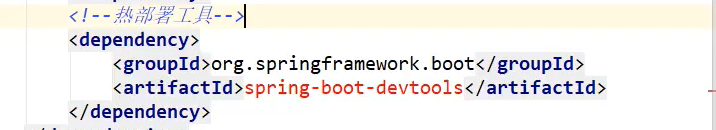 <!--热部署工具-->
<dependency>
<groupId>org.springframework.boot</groupId>
<artifactId>spring-boot-devtools</artifactId>
</dependency>